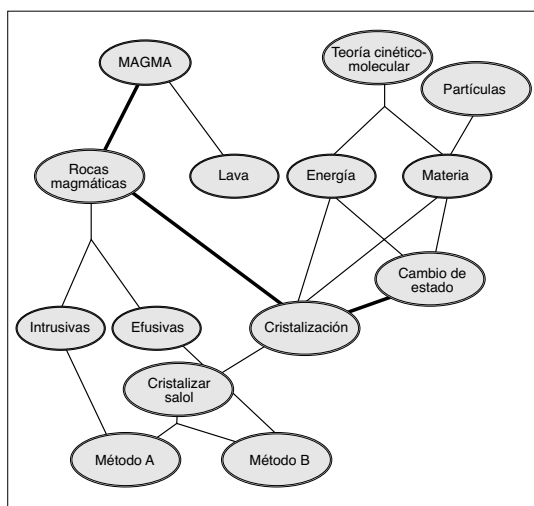 MAGMA
Teoría cinético-
molecular
Partículas
Rocas
magmáticas
Lava
Energía
Materia
Cambio de
estado
Intrusivas
Efusivas
Cristalización
Cristalizar
salol
Método A
Método B